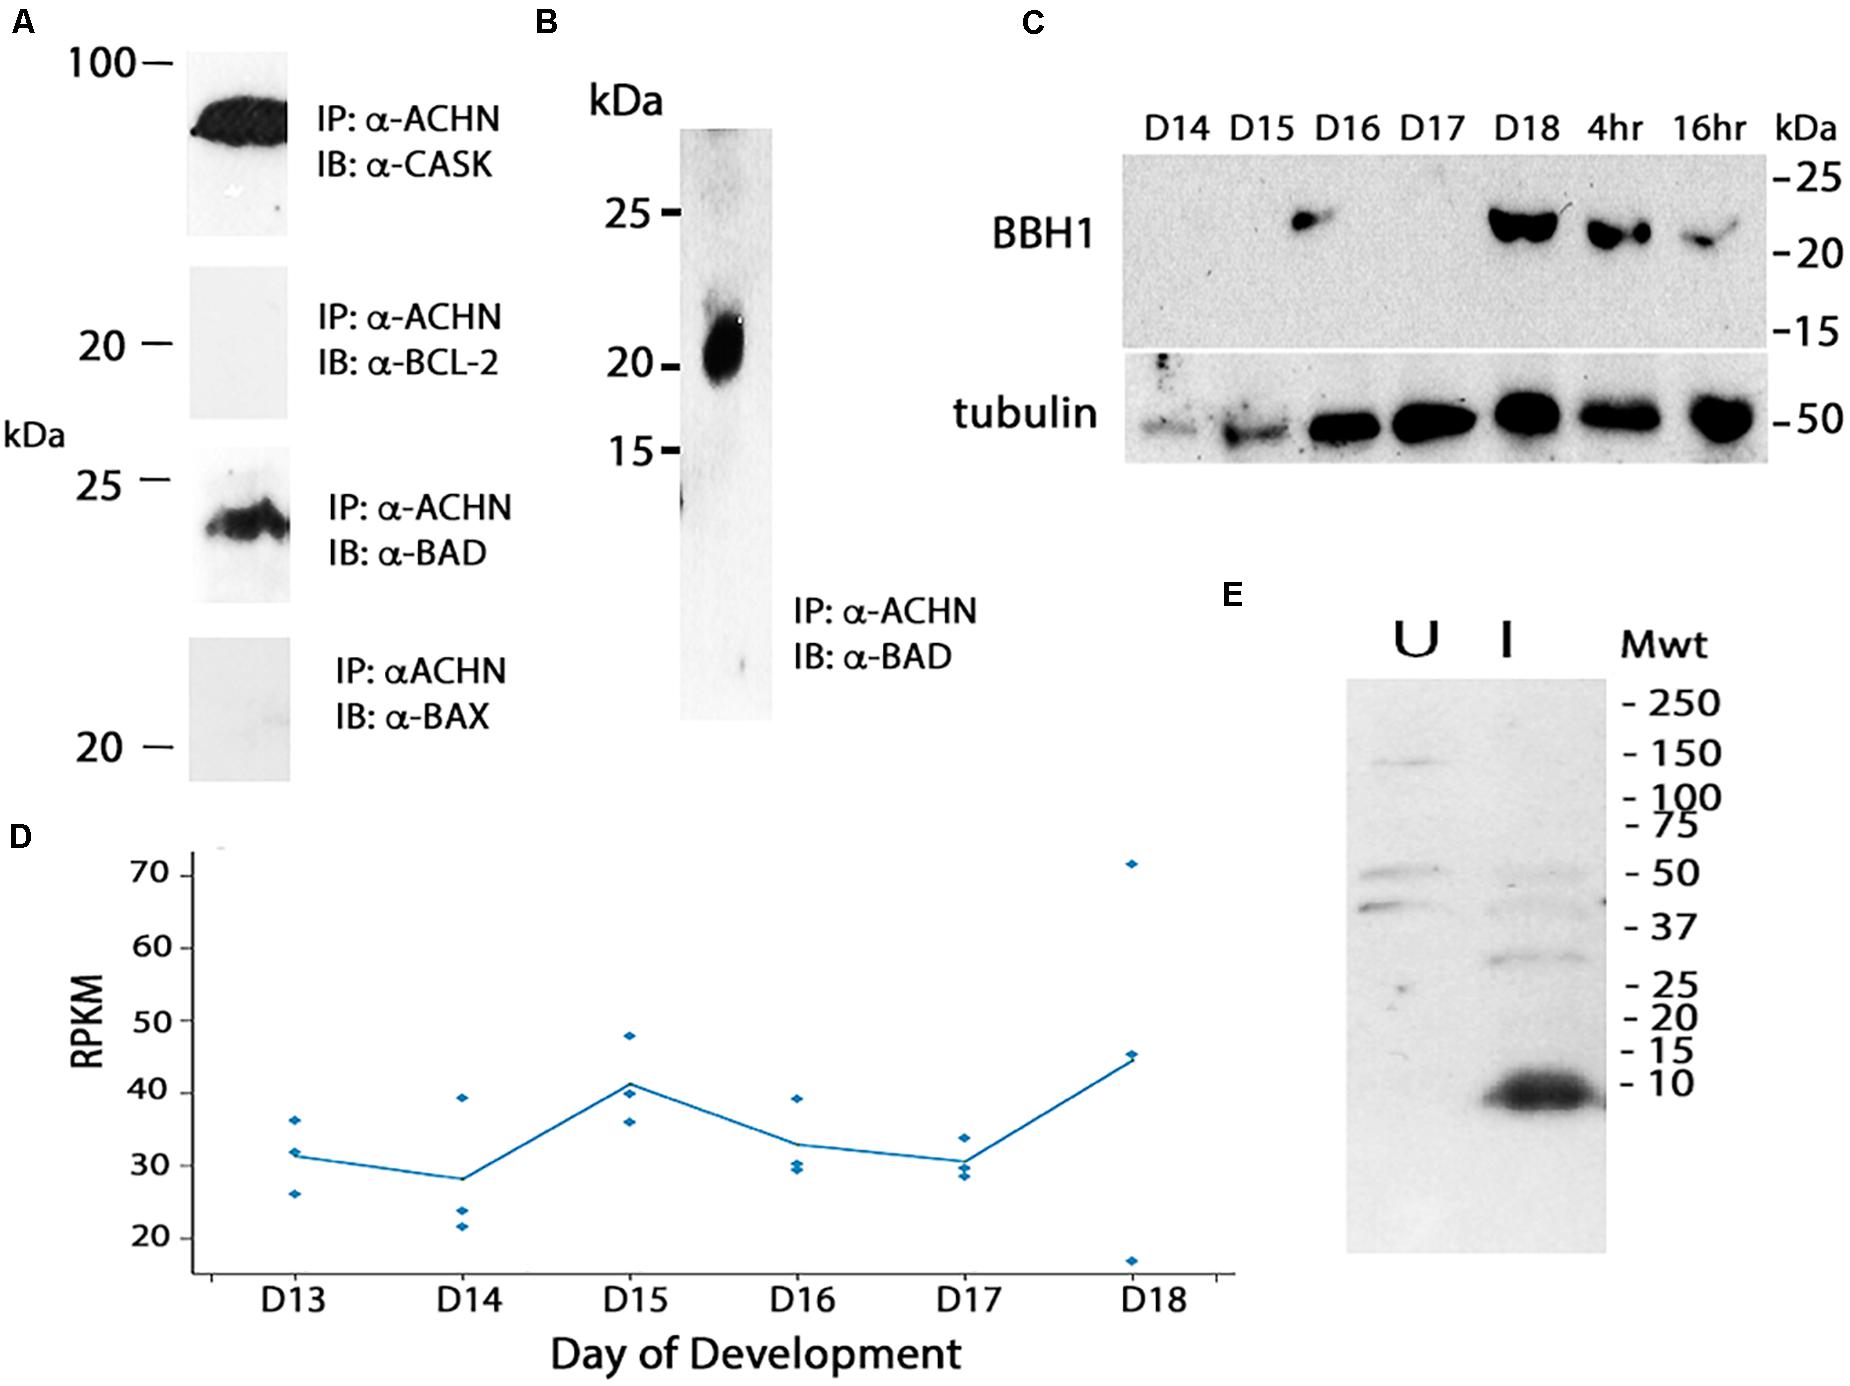 A
100
IP: α-ACHN
IB: α-CASK
IP: α-ACHN
20
IB: α-BCL-2
kDa
25
IP: α-ACHN
IB: α-BAD
IP: αACHN
IB: α-BAX
20
B
kDa
25
20
15
IP: α-ACHN
IB: α-BAD
C
D14 D15 D16 D17 D18 4hr 16hr kDa
-25
BBH1
-20
-15
tubulin
-50
D
70
60
50
40
30
20
RPKM
D13 D14 D15 D16 D17 D18
Day of Development
E
U I Mwt
- 250
- 150
- 100
- 75
- 50
- 37
- 25
- 20
- 15
- 10